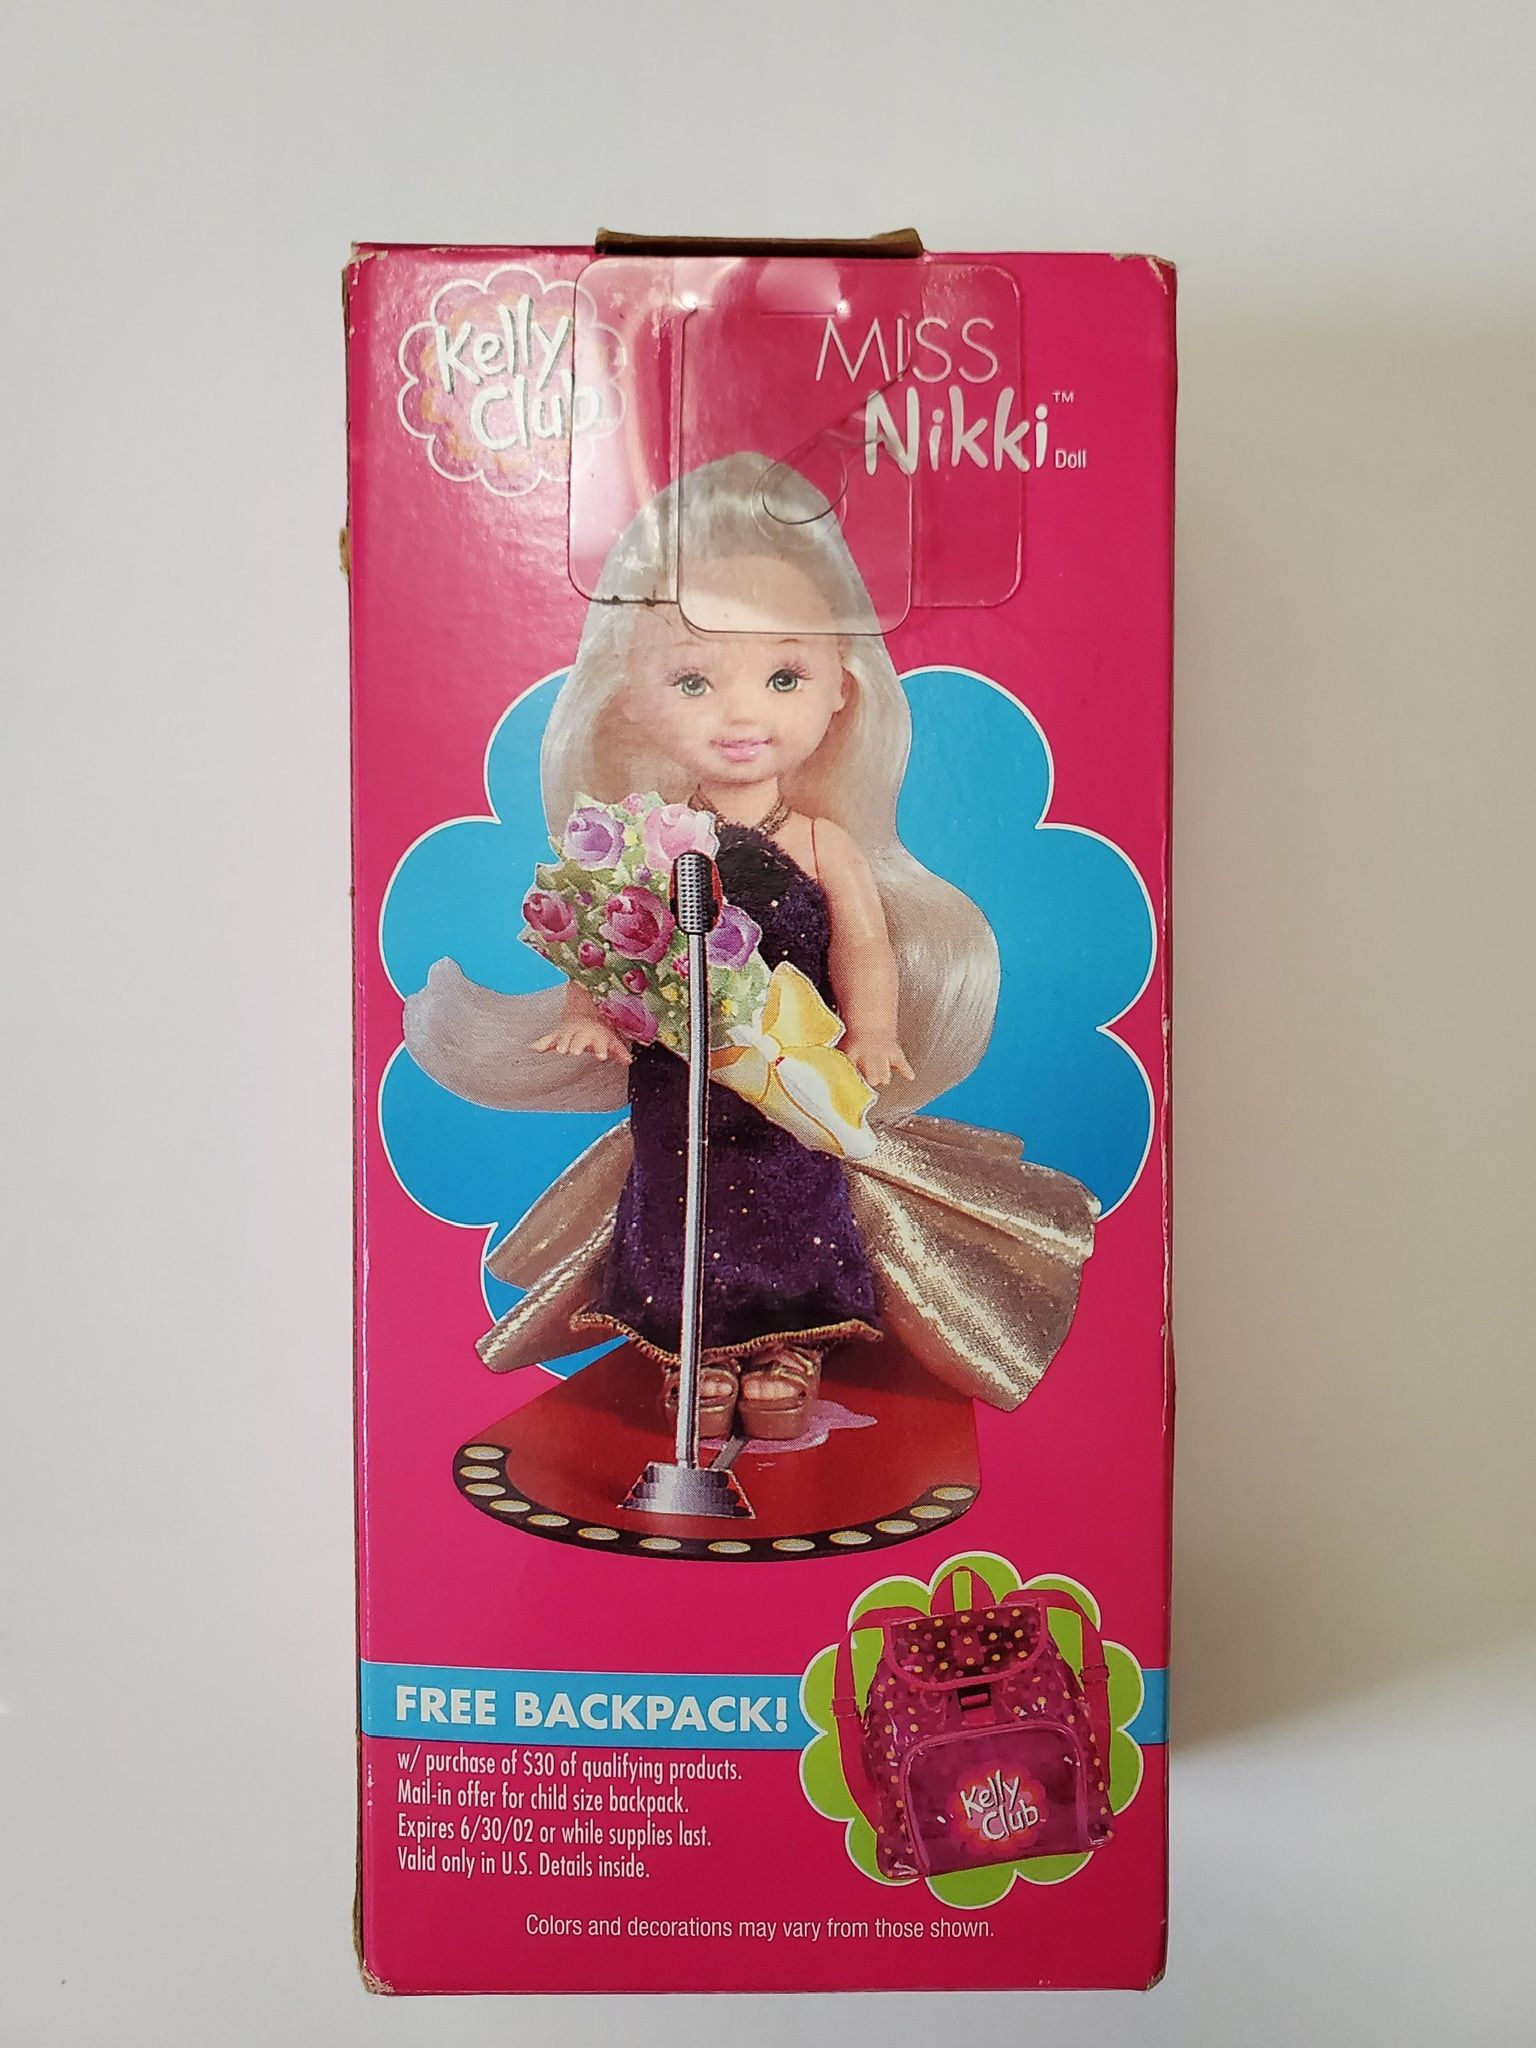 Kelly
Club™
MISS
Nikki™ Doll
FREE BACKPACK!
w/ purchase of $30 of qualifying products.
Mail-in offer for child size backpack.
Expires 6/30/02 or while supplies last.
Valid only in U.S. Details inside.
Kelly
Club™
Colors and decorations may vary from those shown.